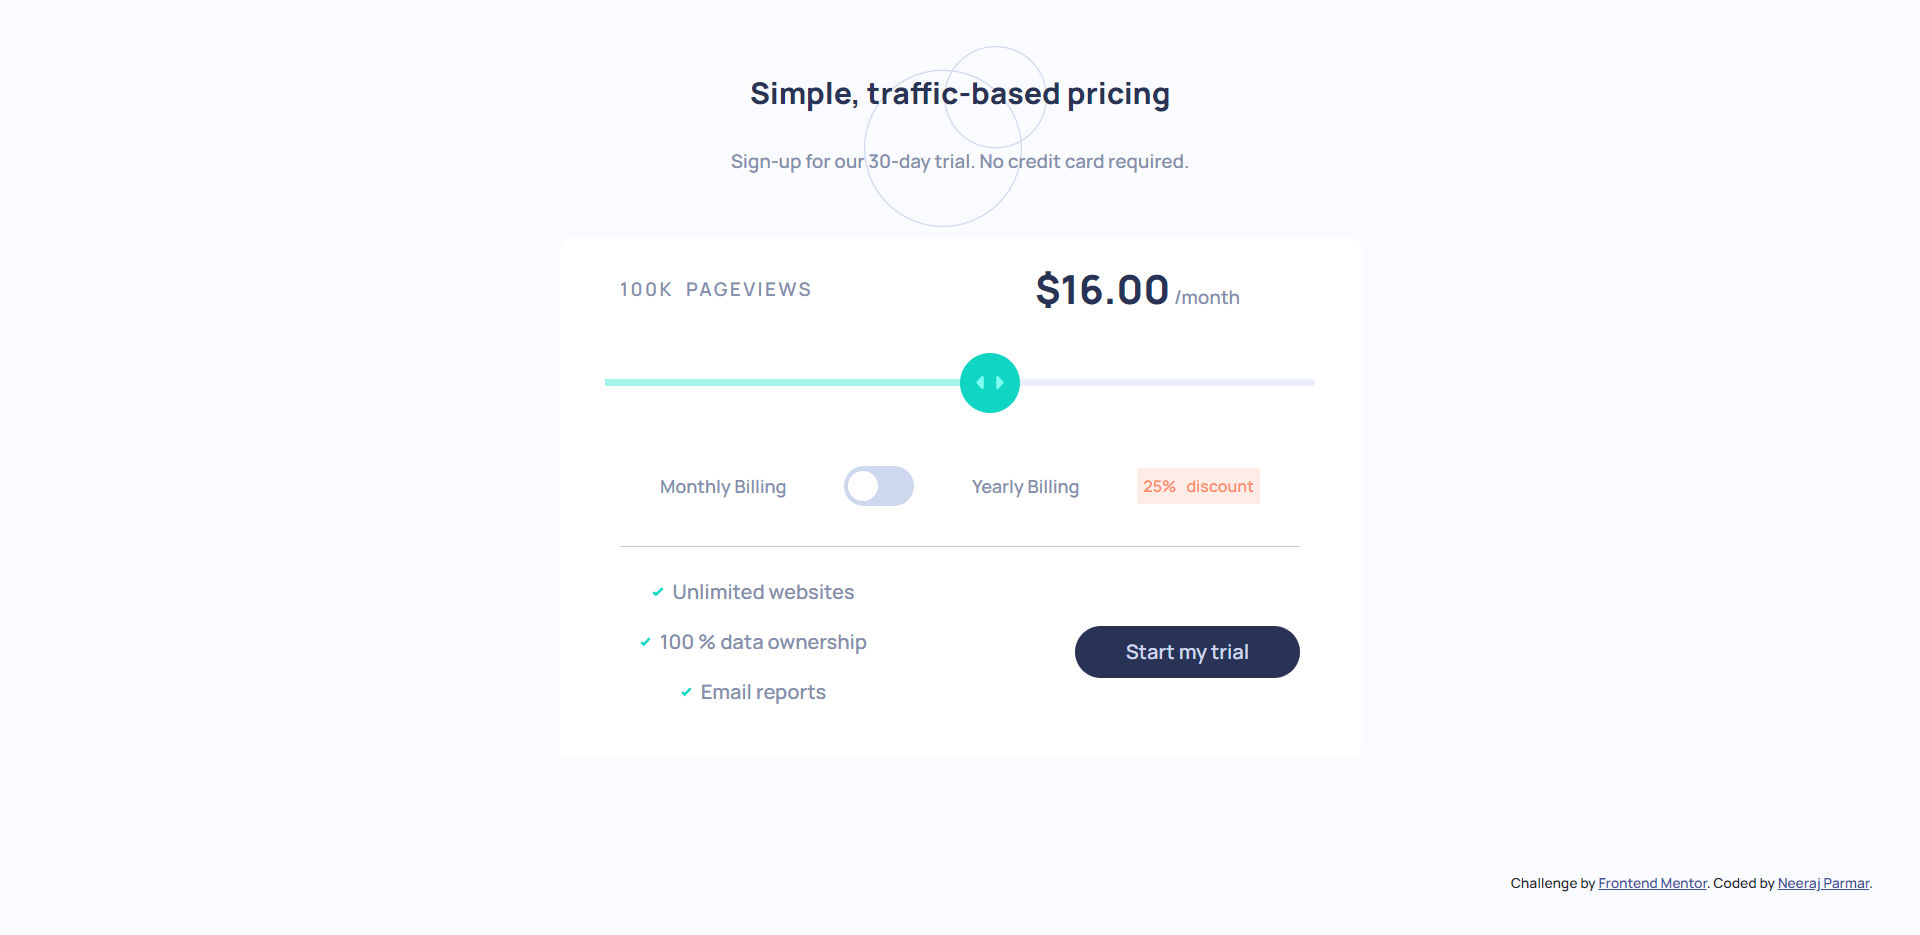 Simple, traffic-based pricing
Sign-up for our 30-day trial. No credit card required.
100K PAGEVIEWS
$16.00 /month
Monthly Billing
Yearly Billing
25% discount
Unlimited websites
100 % data ownership
Email reports
Start my trial
Challenge by Frontend Mentor. Coded by Neeraj Parmar.